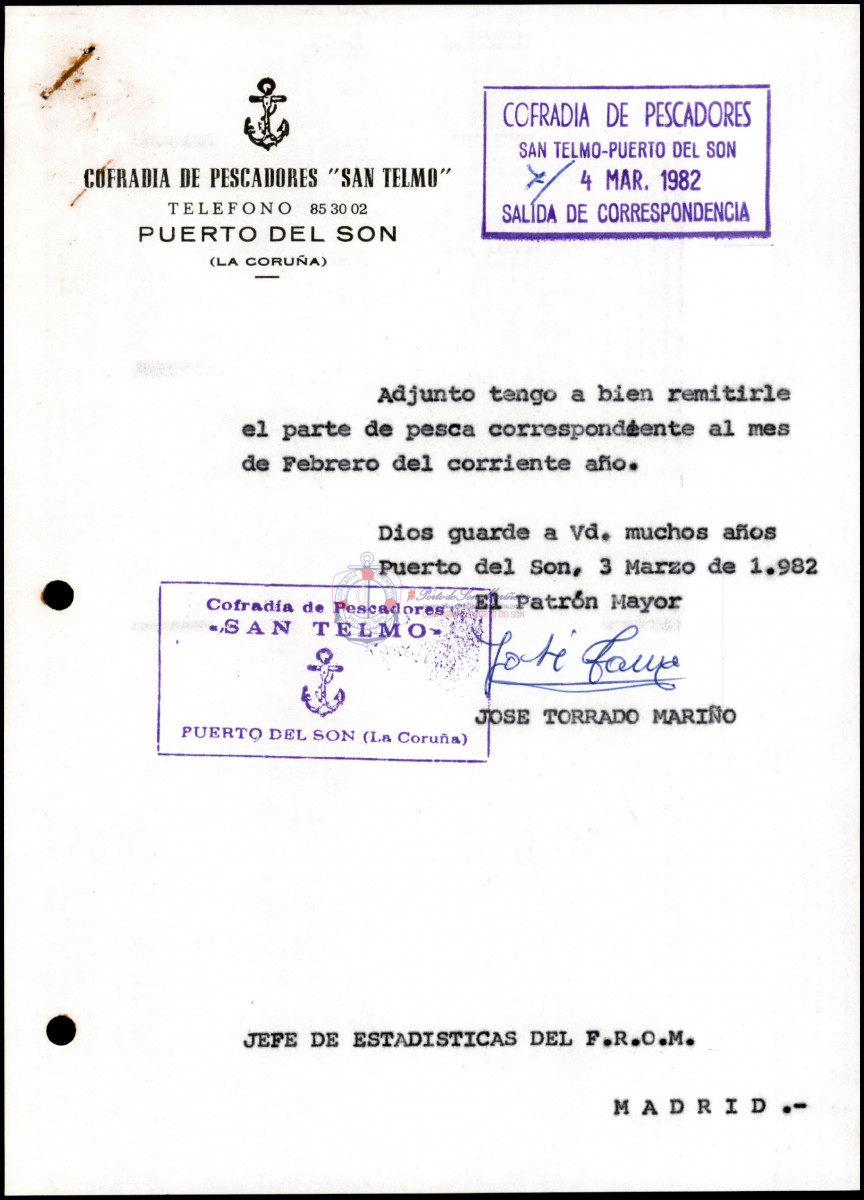 COFRADIA DE PESCADORES "SAN TELMO"
TELEFONO 85 30 02
PUERTO DEL SON
(LA CORUÑA)
COFRADIA DE PESCADORES
SAN TELMO-PUERTO DEL SON
7/ 4 MAR. 1982
SALIDA DE CORRESPONDENCIA
Adjunto tengo a bien remitirle
el parte de pesca correspondiente al mes
de Febrero del corriente año.
Dios guarde a Vd. muchos años
Puerto del Son, 3 Marzo de 1.982
El Patrón Mayor
Cofradía de Pescadores
«SAN TELMO»
PUERTO DEL SON (La Coruña)
José
JOSE TORRADO MARIÑO
JEFE DE ESTADISTICAS DEL F.R.O.M.
M A D R I D .-